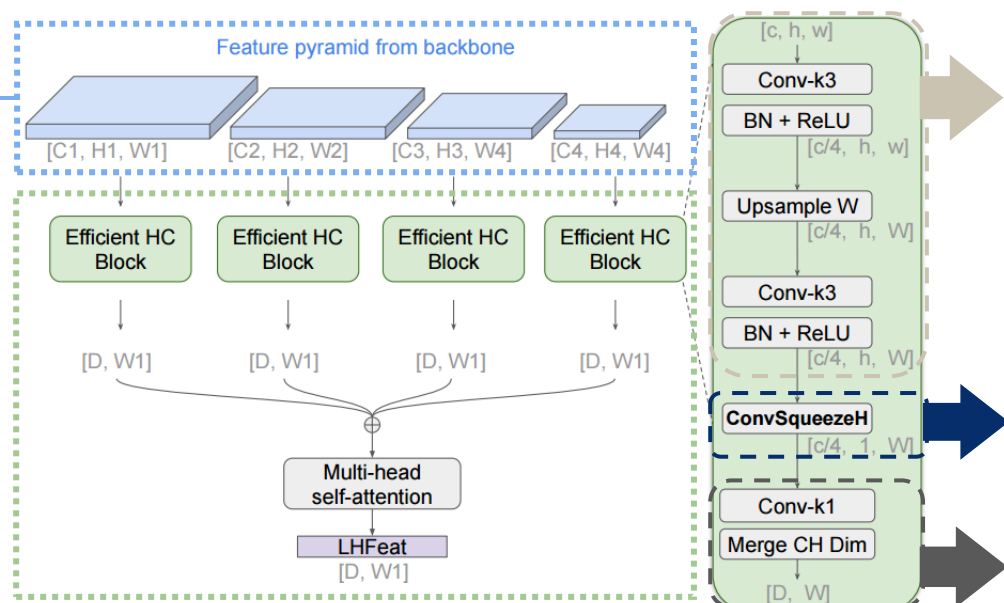 Feature pyramid from backbone
[C1, H1, W1]
[C2, H2, W2]
[C3, H3, W4]
[C4, H4, W4]
Efficient HC
Block
Efficient HC
Block
Efficient HC
Block
Efficient HC
Block
[D, W1]
[D, W1]
[D, W1]
[D, W1]
Multi-head
self-attention
LHFeat
[D, W1]
[c, h, w]
Conv-k3
BN + ReLU
[c/4, h, w]
Upsample W
[c/4, h, W]
Conv-k3
BN + ReLU
[c/4, h, W]
ConvSqueezeH
[c/4, 1, W]
Conv-k1
Merge CH Dim
[D, W]